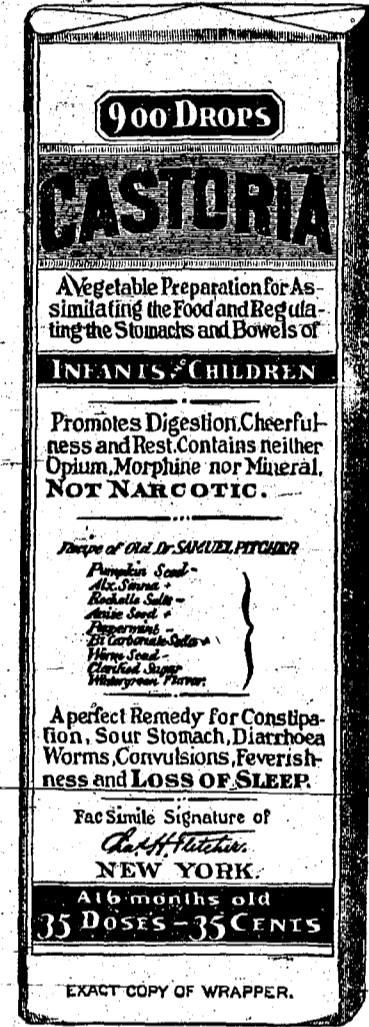 900 DROPS
CASTORIA
A Vegetable Preparation for As-
similating the Food and Regula-
ting the Stomachs and Bowels of
INFANTS AND CHILDREN
Promotes Digestion, Cheerful-
ness and Rest. Contains neither
Opium, Morphine nor Mineral.
NOT NARCOTIC.
Recipe of Old Dr. SAMUEL PITCHER
Pumpkin Seed -
Alx. Senna +
Rochelle Salts -
Anise Seed +
Peppermint -
Bi Carbonate Soda +
Worm Seed -
Clarified Sugar
Wintergreen Flavor.
A perfect Remedy for Constipa-
tion, Sour Stomach, Diarrhoea
Worms, Convulsions, Feverish-
ness and LOSS OF SLEEP.
Fac Simile Signature of
Chas. H. Fletcher.
NEW YORK.
At 6 months old
35 DOSES – 35 CENTS
EXACT COPY OF WRAPPER.